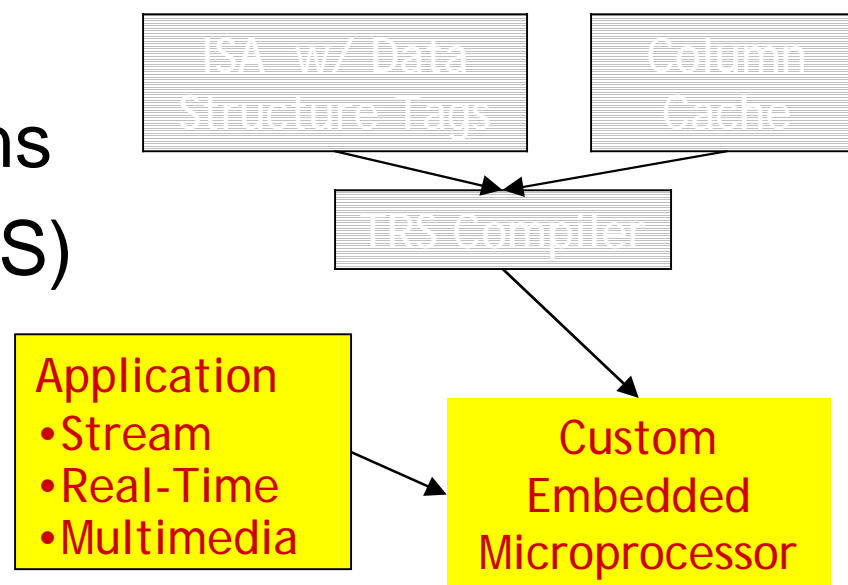 ISA w/ Data
Structure Tags
Column
Cache
ns
S)
TRS Compiler
Application
•Stream
•Real-Time
•Multimedia
Custom
Embedded
Microprocessor